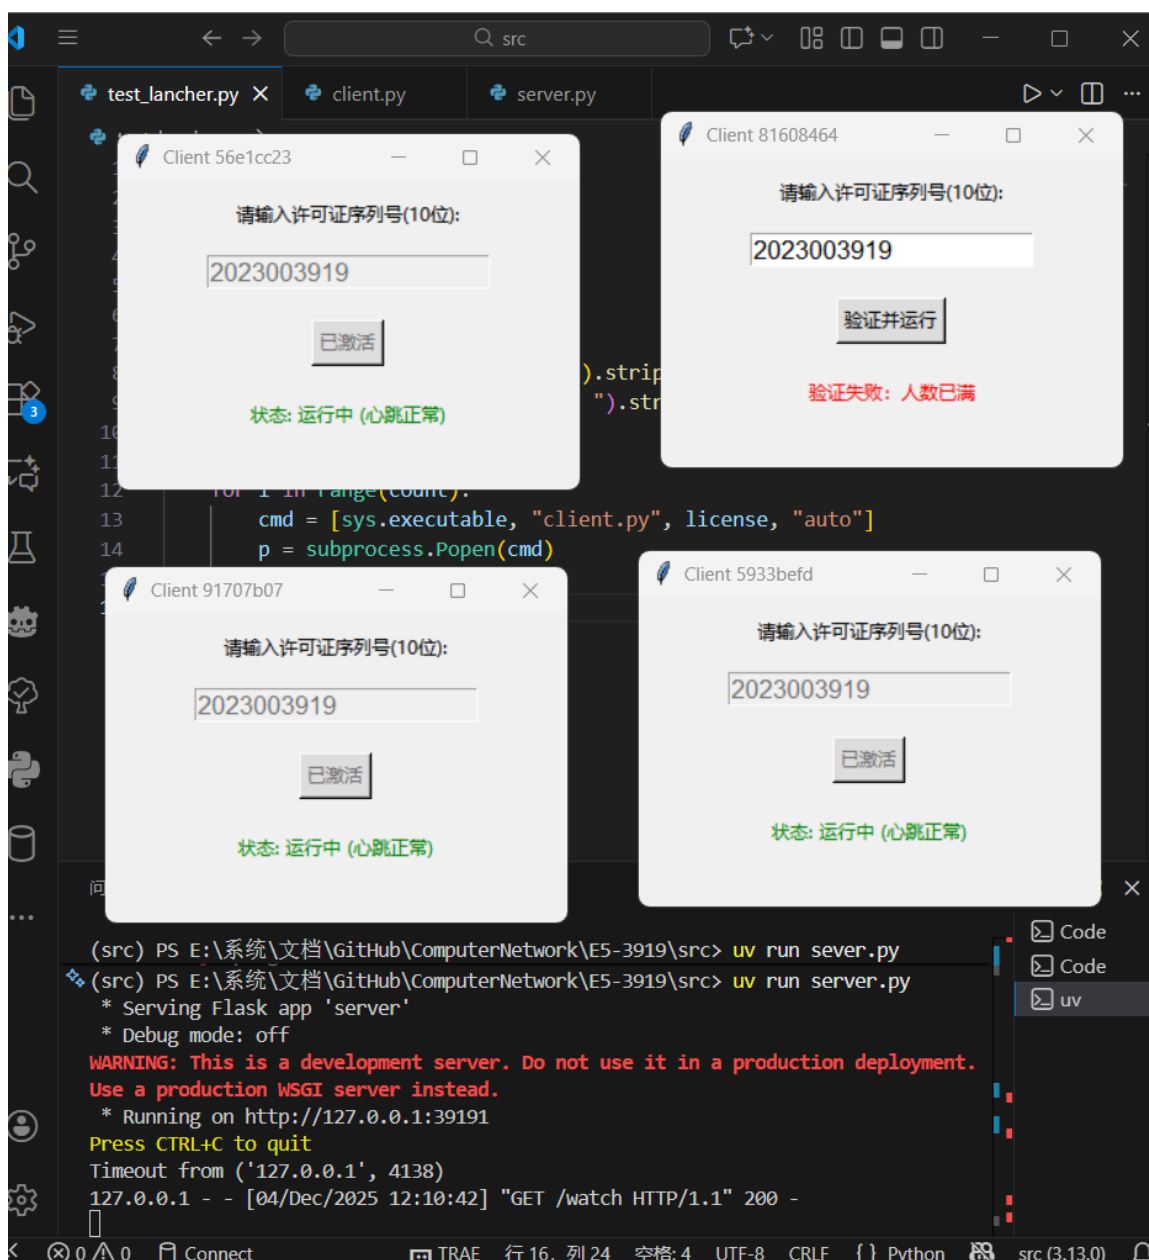 src
test_lancher.py
client.py
server.py
Client 56e1cc23
请输入许可证序列号(10位):
2023003919
已激活
状态: 运行中 (心跳正常)
Client 81608464
请输入许可证序列号(10位):
2023003919
验证并运行
验证失败：人数已满
).strip
").str
10
11
12 for i in range(count):
13 cmd = [sys.executable, "client.py", license, "auto"]
14 p = subprocess.Popen(cmd)
Client 91707b07
请输入许可证序列号(10位):
2023003919
已激活
状态: 运行中 (心跳正常)
Client 5933befd
请输入许可证序列号(10位):
2023003919
已激活
状态: 运行中 (心跳正常)
3
问
(src) PS E:\系统\文档\GitHub\ComputerNetwork\E5-3919\src> uv run sever.py
(src) PS E:\系统\文档\GitHub\ComputerNetwork\E5-3919\src> uv run server.py
* Serving Flask app 'server'
* Debug mode: off
WARNING: This is a development server. Do not use it in a production deployment.
Use a production WSGI server instead.
* Running on http://127.0.0.1:39191
Press CTRL+C to quit
Timeout from ('127.0.0.1', 4138)
127.0.0.1 - - [04/Dec/2025 12:10:42] "GET /watch HTTP/1.1" 200 -
Code
Code
uv
0 0 Connect TRAE 行 16, 列 24 空格: 4 UTF-8 CRLF { } Python src (3.13.0)